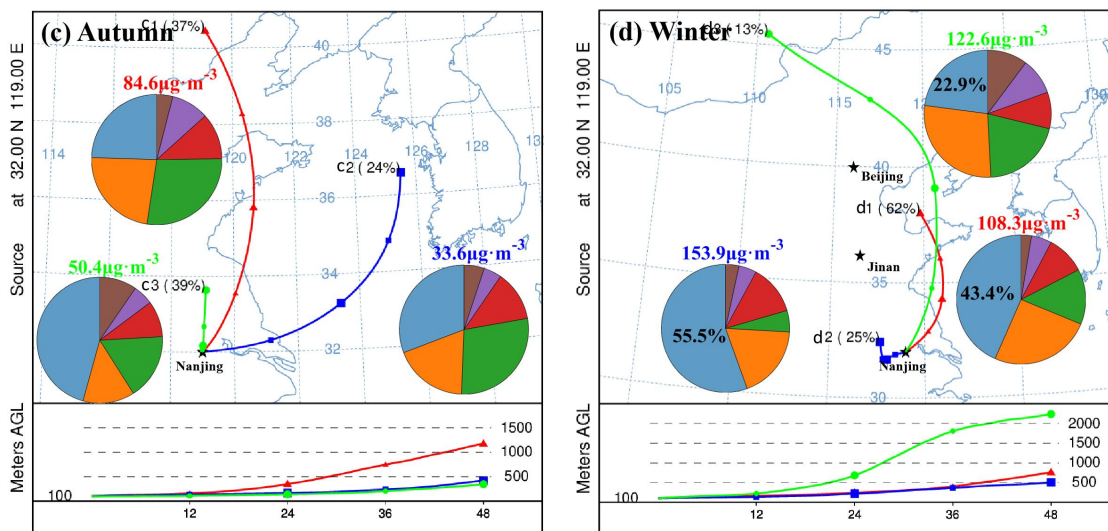 (c) Autumn
c1 (37%)
84.6μg·m⁻³
c2 ( 24%)
33.6μg·m⁻³
50.4μg·m⁻³
c3 ( 39%)
Nanjing
114
120
122
124
126
128
40
38
36
34
32
Source at 32.00 N 119.00 E
Meters AGL
1500
1000
500
100
12
24
36
48
(d) Winter
d3 (13%)
122.6μg·m⁻³
22.9%
Beijing
d1 ( 62%)
108.3μg·m⁻³
43.4%
153.9μg·m⁻³
55.5%
Jinan
d2 ( 25%)
Nanjing
105
110
115
45
40
35
30
Source at 32.000 N 119.00 E
Meters AGL
2000
1500
1000
500
100
12
24
36
48